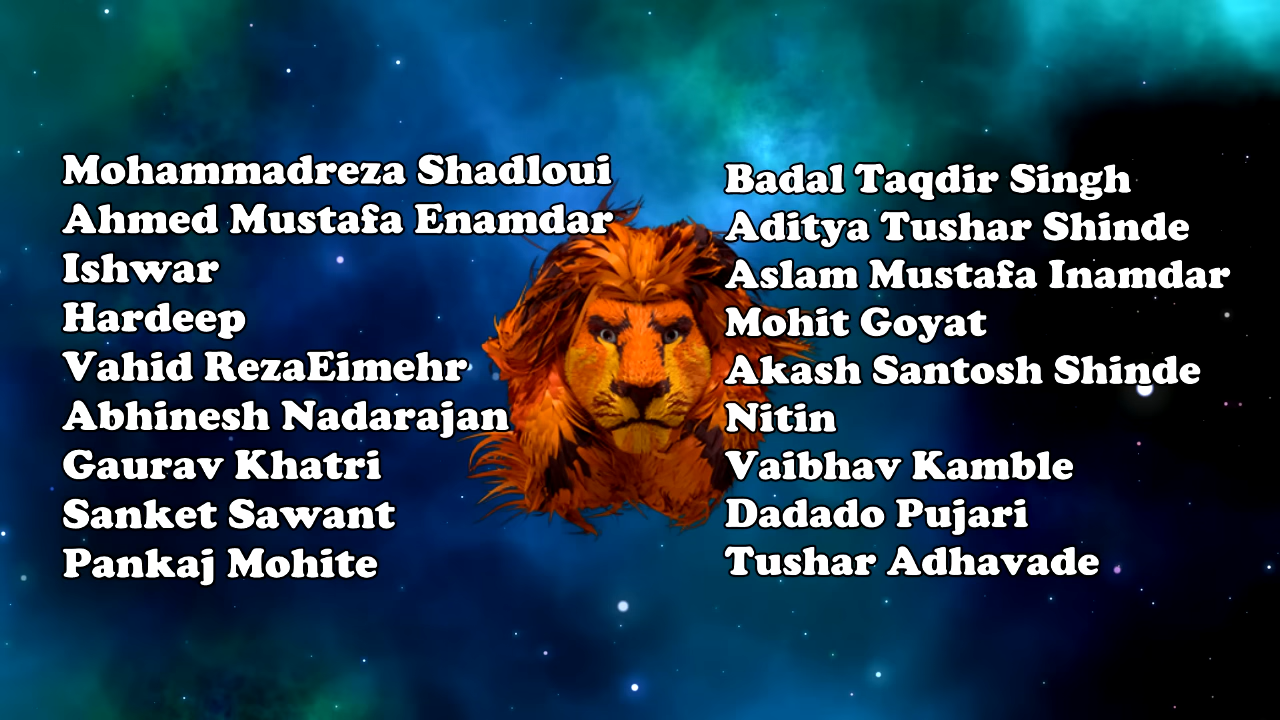 Mohammadreza Shadloui
Ahmed Mustafa Enamdar
Ishwar
Hardeep
Vahid RezaEimehr
Abhinesh Nadarajan
Gaurav Khatri
Sanket Sawant
Pankaj Mohite
Badal Taqdir Singh
Aditya Tushar Shinde
Aslam Mustafa Inamdar
Mohit Goyat
Akash Santosh Shinde
Nitin
Vaibhav Kamble
Dadado Pujari
Tushar Adhavade